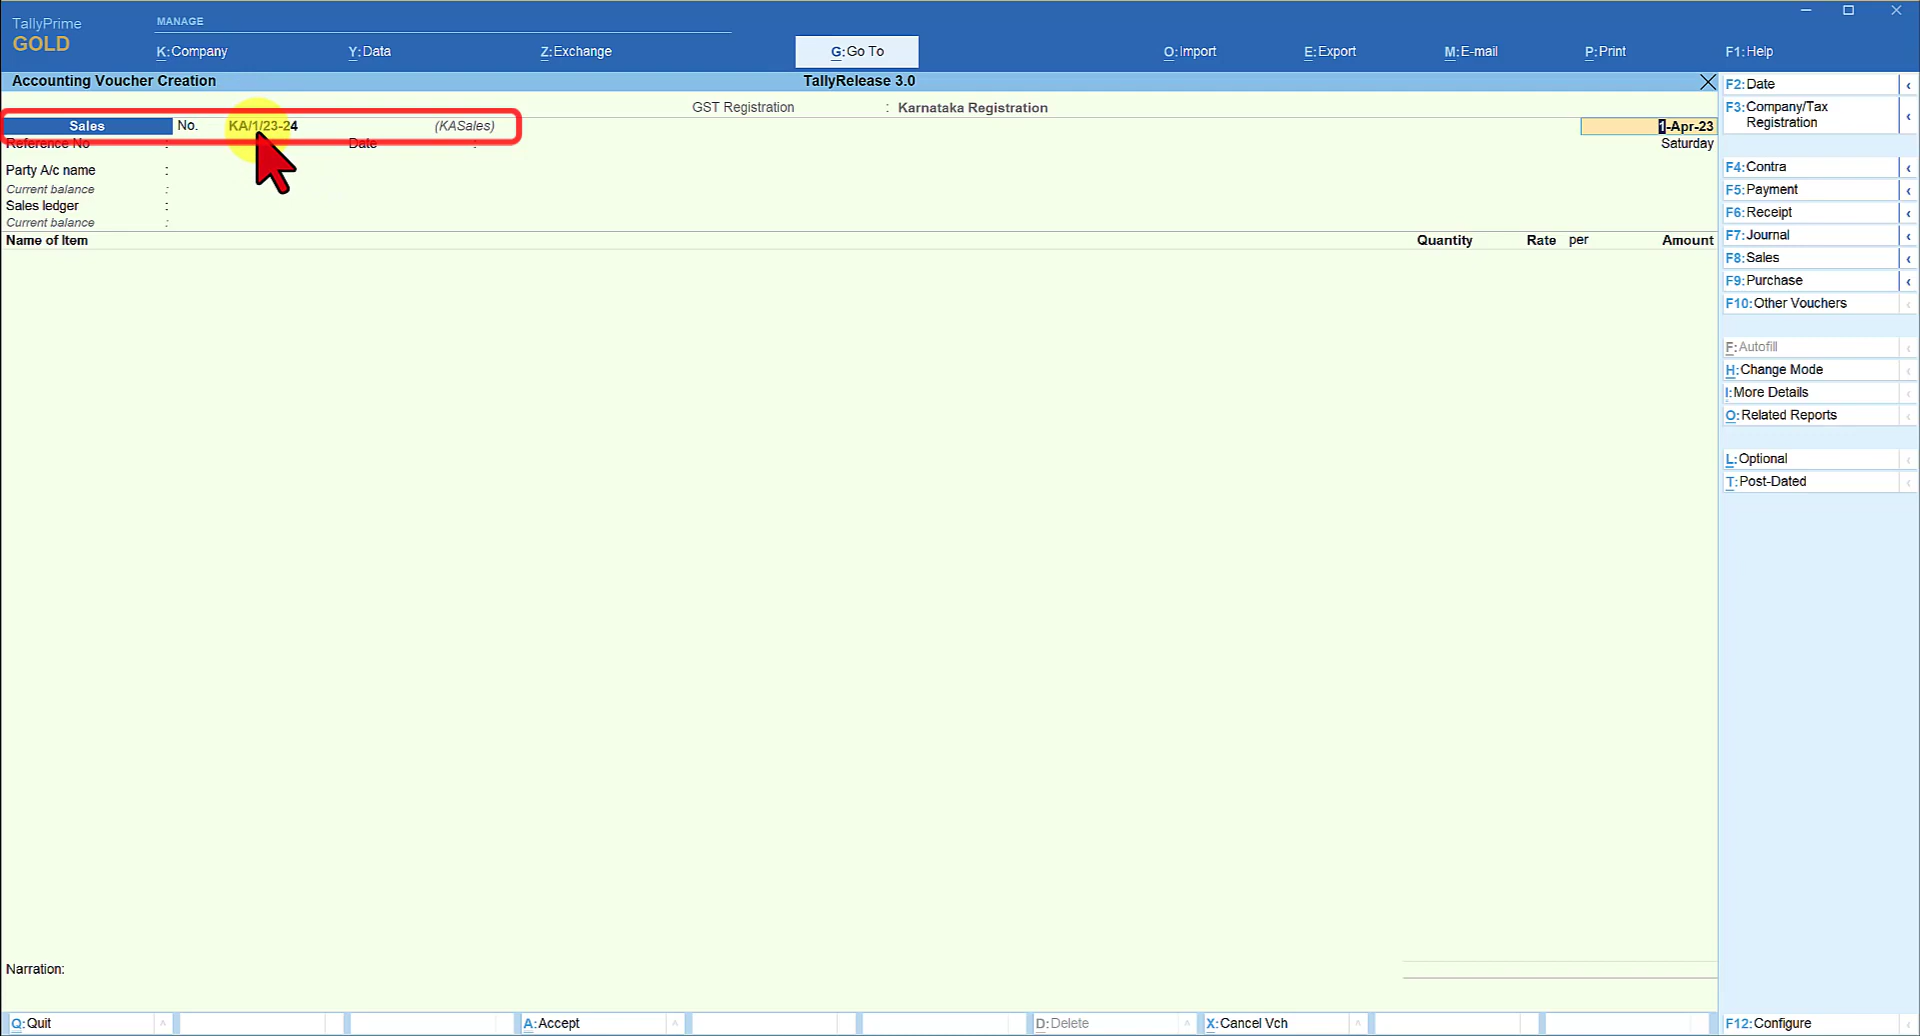 TallyPrime
GOLD
MANAGE
K:Company
Y:Data
Z:Exchange
G:Go To
O:Import
E:Export
M:E-mail
P:Print
F1:Help
Accounting Voucher Creation
TallyRelease 3.0
GST Registration : Karnataka Registration
Sales No. KA/1/23-24 (KASales)
1-Apr-23
Reference No : Date :
Saturday
Party A/c name :
Current balance :
Sales ledger :
Current balance :
Name of Item Quantity Rate per Amount
Narration:
F2:Date
F3:Company/Tax
Registration
F4:Contra
F5:Payment
F6:Receipt
F7:Journal
F8:Sales
F9:Purchase
F10:Other Vouchers
F:Autofill
H:Change Mode
I:More Details
O:Related Reports
L:Optional
T:Post-Dated
Q:Quit
A:Accept
D:Delete
X:Cancel Vch
F12:Configure